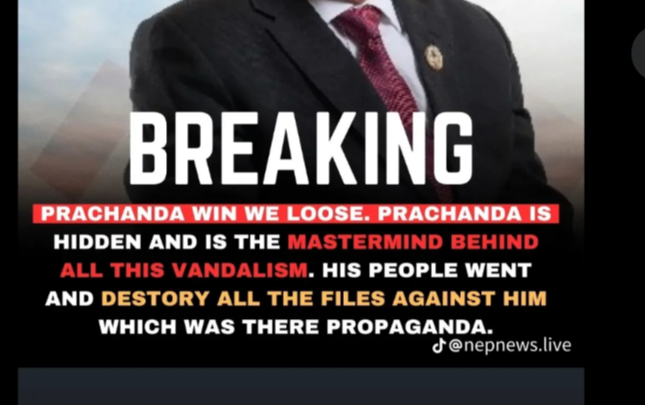 BREAKING
PRACHANDA WIN WE LOOSE. PRACHANDA IS
HIDDEN AND IS THE MASTERMIND BEHIND
ALL THIS VANDALISM. HIS PEOPLE WENT
AND DESTORY ALL THE FILES AGAINST HIM
WHICH WAS THERE PROPAGANDA.
@nepnews.live